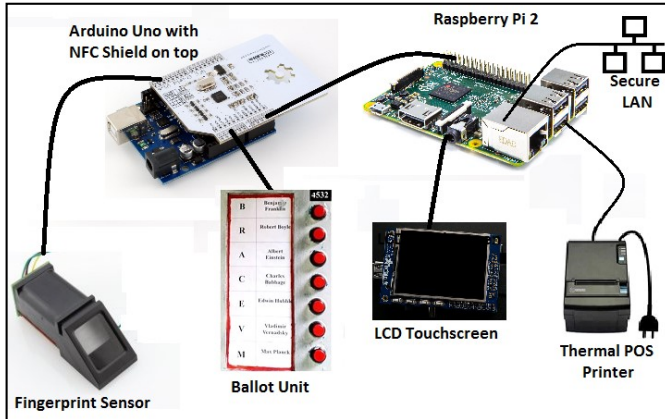 Arduino Uno with
NFC Shield on top
Raspberry Pi 2
Secure
LAN
4532
B Benjamin
Franklin
R Robert Boyle
A Albert
Einstein
C Charles
Babbage
E Edwin Hubble
V Vladimir
Vernadsky
M Max Planck
LCD Touchscreen
Thermal POS
Printer
Ballot Unit
Fingerprint Sensor